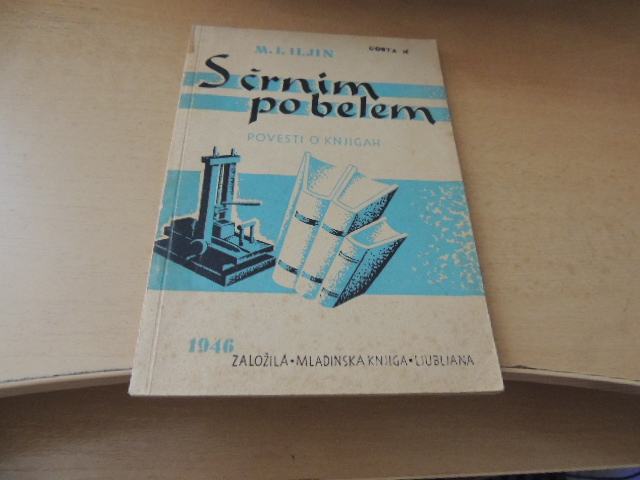 M. I. ILJIN
S črnim
po belem
POVESTI O KNJIGAH
1946
ZALOŽILA • MLADINSKA KNJIGA • LJUBLJANA